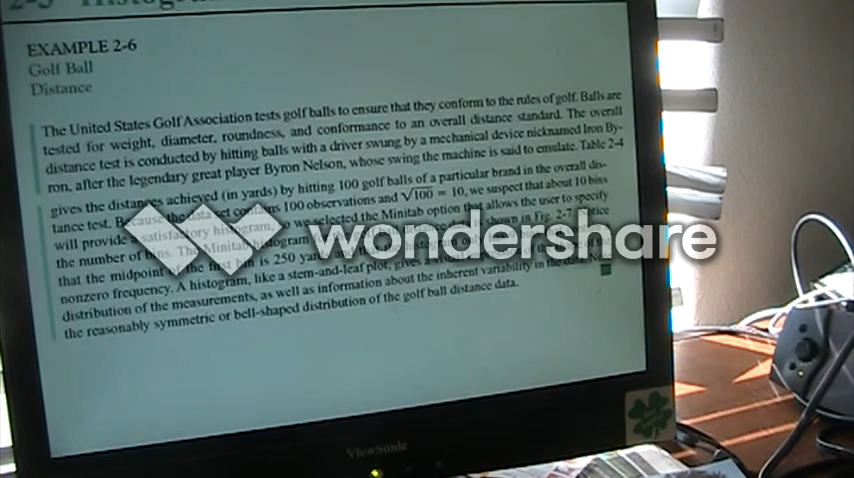 EXAMPLE 2-6
Golf Ball
Distance
The United States Golf Association tests golf balls to ensure that they conform to the rules of golf. Balls are
tested for weight, diameter, roundness, and conformance to an overall distance standard. The overall
distance test is conducted by hitting balls with a driver swung by a mechanical device nicknamed Iron By-
ron, after the legendary great player Byron Nelson, whose swing the machine is said to emulate. Table 2-4
gives the distances achieved (in yards) by hitting 100 golf balls of a particular brand in the overall dis-
tance test. Because the data set contains 100 observations and √100 = 10, we suspect that about 10 bins
will provide a satisfactory histogram, so we selected the Minitab option that allows the user to specify
the number of bins. The Minitab histogram shown in Fig. 2-7. Notice
that the midpoint of the first bin is 250
nonzero frequency. A histogram, like a stem-and-leaf plot,
distribution of the measurements, as well as information about the inherent variability in the
the reasonably symmetric or bell-shaped distribution of the golf ball distance data.
wondershare
ViewSonic